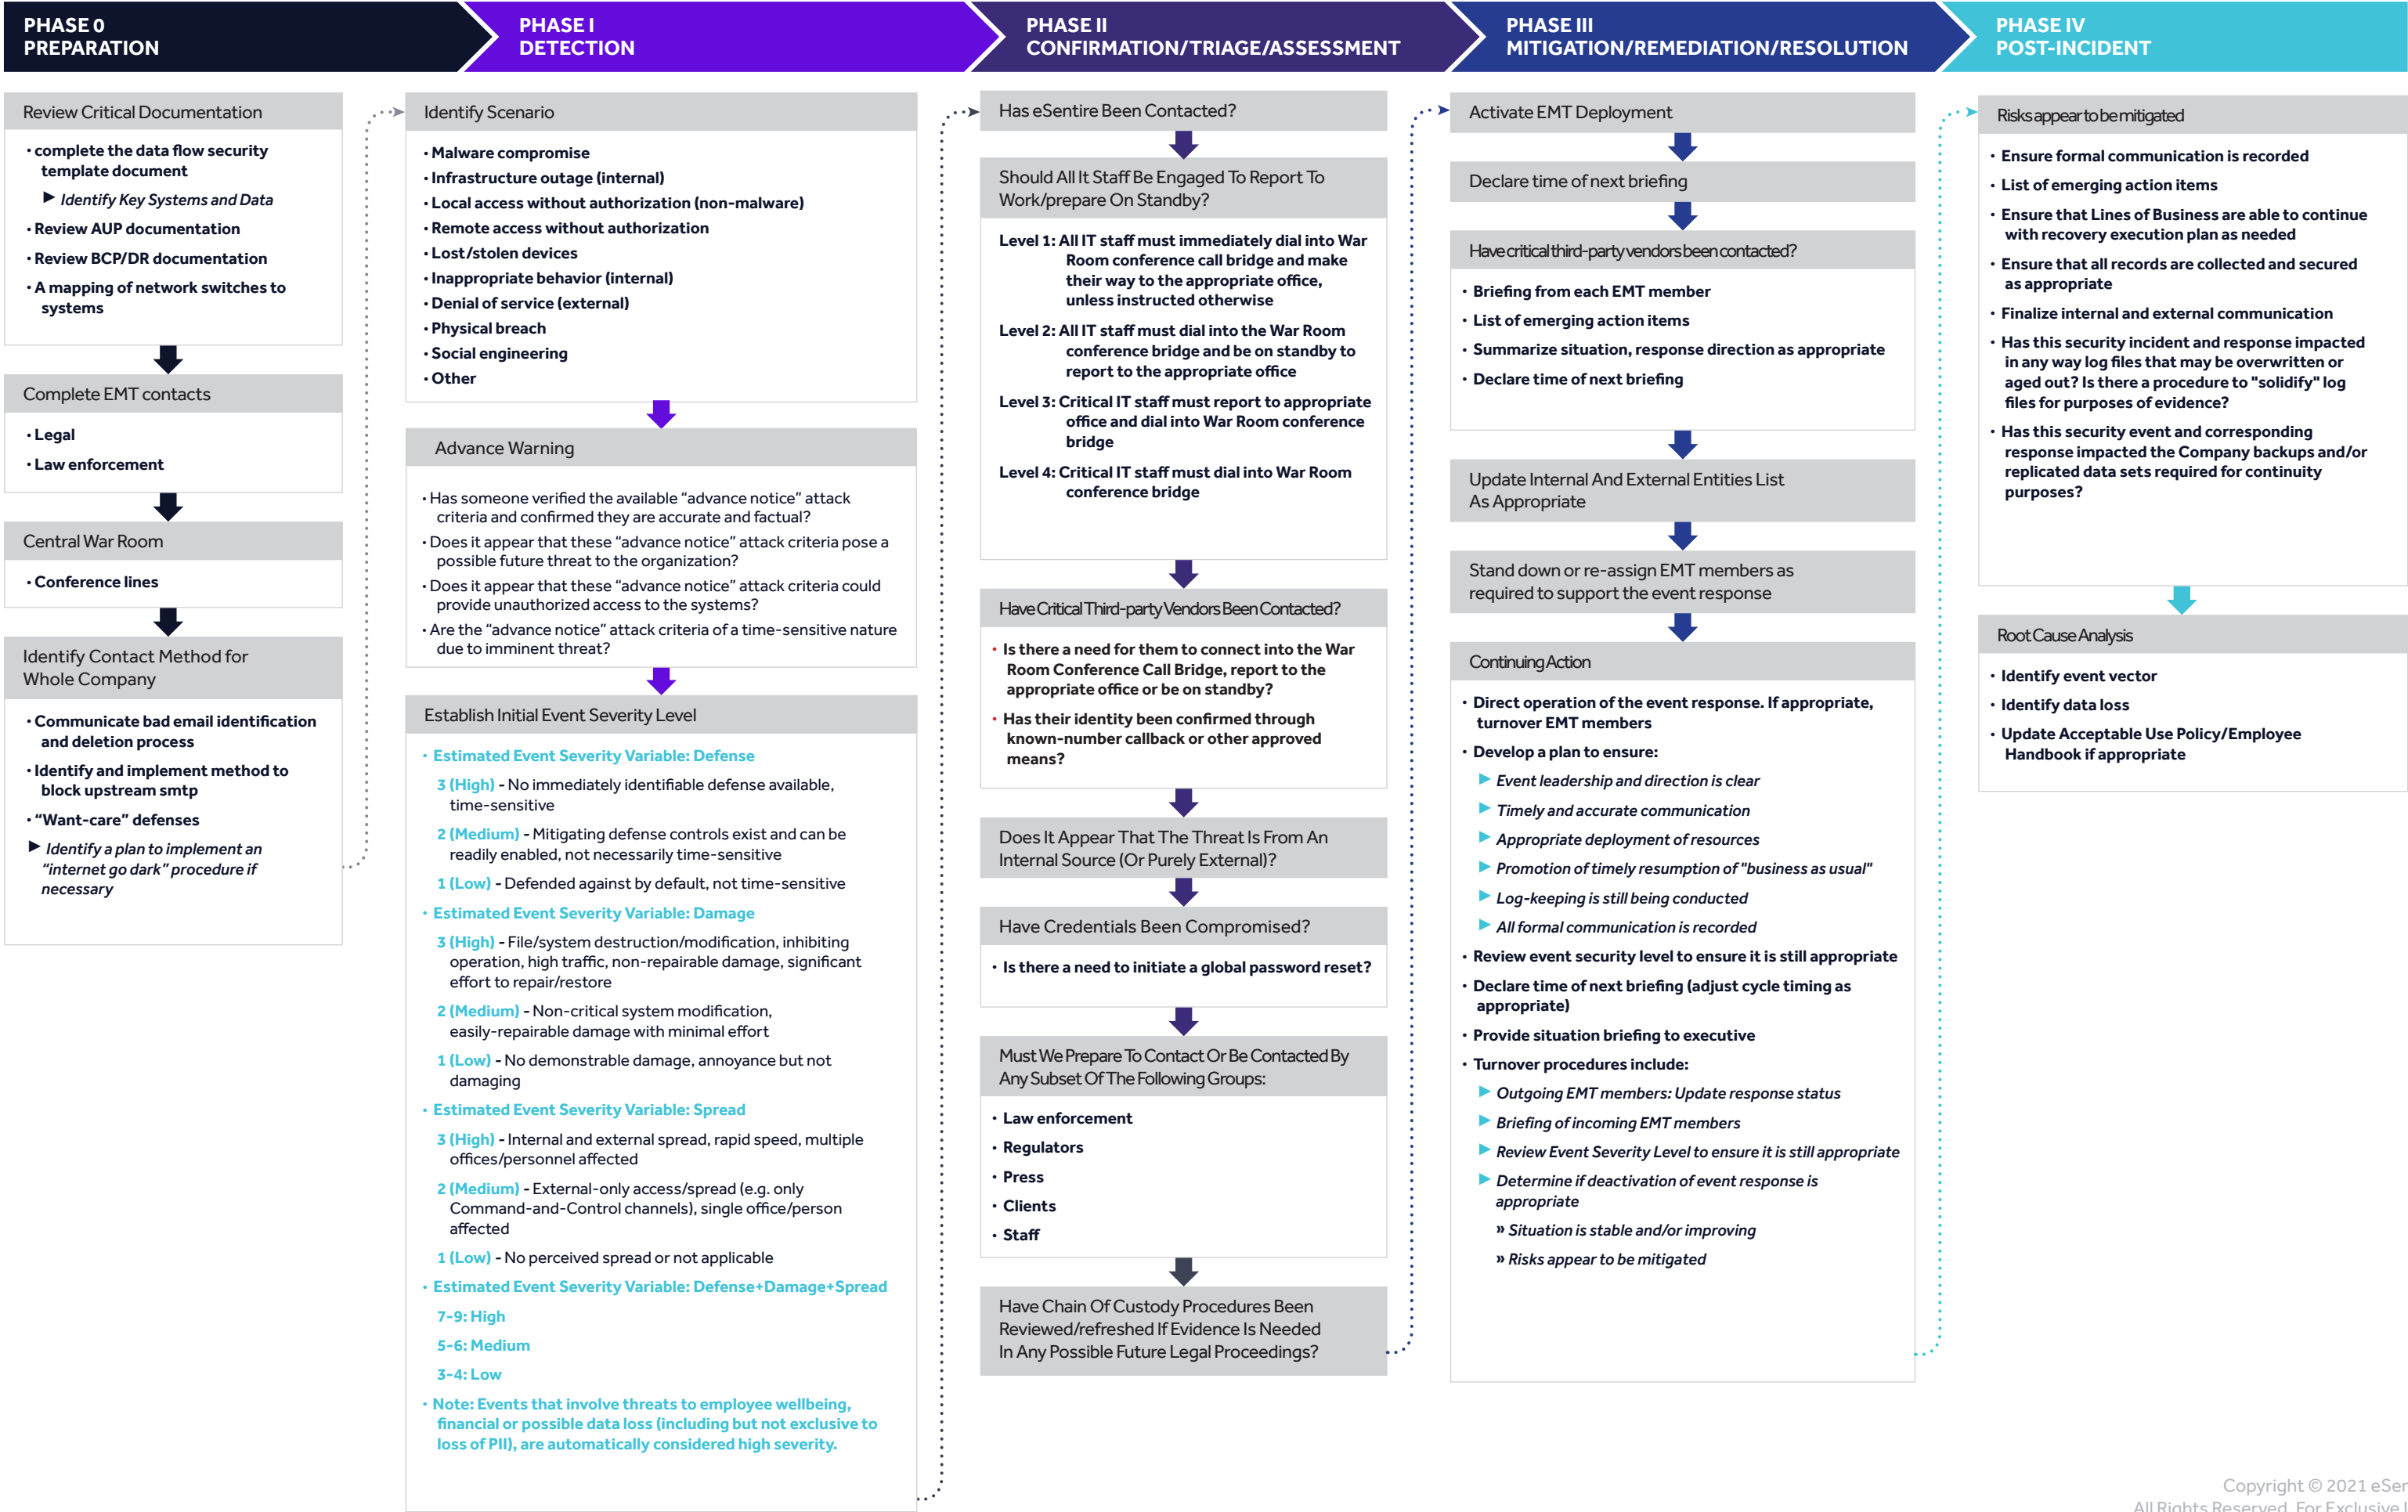 PHASE 0
PREPARATION
PHASE I
DETECTION
PHASE II
CONFIRMATION/TRIAGE/ASSESSMENT
PHASE III
MITIGATION/REMEDIATION/RESOLUTION
PHASE IV
POST-INCIDENT
Review Critical Documentation
• complete the data flow security
template document
► Identify Key Systems and Data
• Review AUP documentation
• Review BCP/DR documentation
• A mapping of network switches to
systems
Complete EMT contacts
• Legal
• Law enforcement
Central War Room
• Conference lines
Identify Contact Method for
Whole Company
• Communicate bad email identification
and deletion process
• Identify and implement method to
block upstream smtp
• “Want-care” defenses
► Identify a plan to implement an
“internet go dark” procedure if
necessary
Identify Scenario
• Malware compromise
• Infrastructure outage (internal)
• Local access without authorization (non-malware)
• Remote access without authorization
• Lost/stolen devices
• Inappropriate behavior (internal)
• Denial of service (external)
• Physical breach
• Social engineering
• Other
Advance Warning
• Has someone verified the available “advance notice” attack
criteria and confirmed they are accurate and factual?
• Does it appear that these “advance notice” attack criteria pose a
possible future threat to the organization?
• Does it appear that these “advance notice” attack criteria could
provide unauthorized access to the systems?
• Are the “advance notice” attack criteria of a time-sensitive nature
due to imminent threat?
Establish Initial Event Severity Level
• Estimated Event Severity Variable: Defense
3 (High) - No immediately identifiable defense available,
time-sensitive
2 (Medium) - Mitigating defense controls exist and can be
readily enabled, not necessarily time-sensitive
1 (Low) - Defended against by default, not time-sensitive
• Estimated Event Severity Variable: Damage
3 (High) - File/system destruction/modification, inhibiting
operation, high traffic, non-repairable damage, significant
effort to repair/restore
2 (Medium) - Non-critical system modification,
easily-repairable damage with minimal effort
1 (Low) - No demonstrable damage, annoyance but not
damaging
• Estimated Event Severity Variable: Spread
3 (High) - Internal and external spread, rapid speed, multiple
offices/personnel affected
2 (Medium) - External-only access/spread (e.g. only
Command-and-Control channels), single office/person
affected
1 (Low) - No perceived spread or not applicable
• Estimated Event Severity Variable: Defense+Damage+Spread
7-9: High
5-6: Medium
3-4: Low
• Note: Events that involve threats to employee wellbeing,
financial or possible data loss (including but not exclusive to
loss of PII), are automatically considered high severity.
Has eSentire Been Contacted?
Should All It Staff Be Engaged To Report To
Work/prepare On Standby?
Level 1: All IT staff must immediately dial into War
Room conference call bridge and make
their way to the appropriate office,
unless instructed otherwise
Level 2: All IT staff must dial into the War Room
conference bridge and be on standby to
report to the appropriate office
Level 3: Critical IT staff must report to appropriate
office and dial into War Room conference
bridge
Level 4: Critical IT staff must dial into War Room
conference bridge
Have Critical Third-party Vendors Been Contacted?
• Is there a need for them to connect into the War
Room Conference Call Bridge, report to the
appropriate office or be on standby?
• Has their identity been confirmed through
known-number callback or other approved
means?
Does It Appear That The Threat Is From An
Internal Source (Or Purely External)?
Have Credentials Been Compromised?
• Is there a need to initiate a global password reset?
Must We Prepare To Contact Or Be Contacted By
Any Subset Of The Following Groups:
• Law enforcement
• Regulators
• Press
• Clients
• Staff
Have Chain Of Custody Procedures Been
Reviewed/refreshed If Evidence Is Needed
In Any Possible Future Legal Proceedings?
Activate EMT Deployment
Declare time of next briefing
Have critical third-party vendors been contacted?
• Briefing from each EMT member
• List of emerging action items
• Summarize situation, response direction as appropriate
• Declare time of next briefing
Update Internal And External Entities List
As Appropriate
Stand down or re-assign EMT members as
required to support the event response
Continuing Action
• Direct operation of the event response. If appropriate,
turnover EMT members
• Develop a plan to ensure:
► Event leadership and direction is clear
► Timely and accurate communication
► Appropriate deployment of resources
► Promotion of timely resumption of "business as usual"
► Log-keeping is still being conducted
► All formal communication is recorded
• Review event security level to ensure it is still appropriate
• Declare time of next briefing (adjust cycle timing as
appropriate)
• Provide situation briefing to executive
• Turnover procedures include:
► Outgoing EMT members: Update response status
► Briefing of incoming EMT members
► Review Event Severity Level to ensure it is still appropriate
► Determine if deactivation of event response is
appropriate
» Situation is stable and/or improving
» Risks appear to be mitigated
Risks appear to be mitigated
• Ensure formal communication is recorded
• List of emerging action items
• Ensure that Lines of Business are able to continue
with recovery execution plan as needed
• Ensure that all records are collected and secured
as appropriate
• Finalize internal and external communication
• Has this security incident and response impacted
in any way log files that may be overwritten or
aged out? Is there a procedure to "solidify" log
files for purposes of evidence?
• Has this security event and corresponding
response impacted the Company backups and/or
replicated data sets required for continuity
purposes?
Root Cause Analysis
• Identify event vector
• Identify data loss
• Update Acceptable Use Policy/Employee
Handbook if appropriate
Copyright © 2021 eSen
All Rights Reserved. For Exclusive